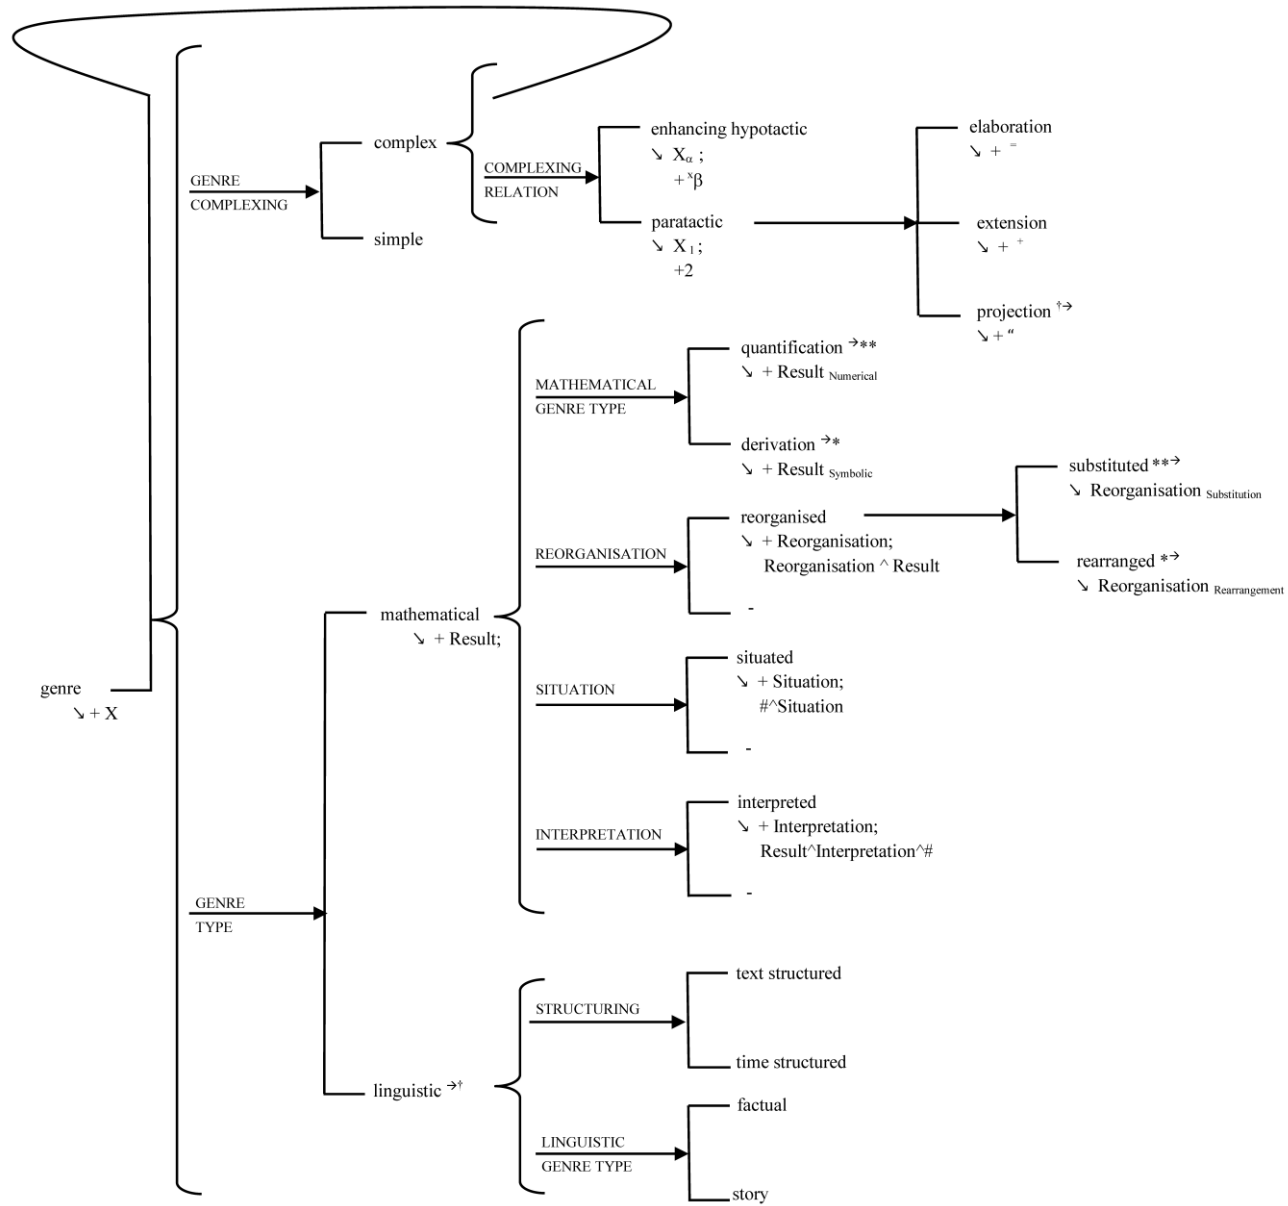 complex
GENRE
COMPLEXING
simple
COMPLEXING
RELATION
enhancing hypotactic
↘ Xα ;
+ ˣβ
paratactic
↘ X₁ ;
+2
elaboration
↘ + ⁼
extension
↘ + ⁺
projection †→
↘ + “
genre
↘ + X
GENRE
TYPE
mathematical
↘ + Result;
MATHEMATICAL
GENRE TYPE
quantification →**
↘ + Result Numerical
derivation →*
↘ + Result Symbolic
REORGANISATION
reorganised
↘ + Reorganisation;
Reorganisation ^ Result
-
substituted **→
↘ Reorganisation Substitution
rearranged *→
↘ Reorganisation Rearrangement
SITUATION
situated
↘ + Situation;
#^Situation
-
INTERPRETATION
interpreted
↘ + Interpretation;
Result^Interpretation^#
-
linguistic →†
STRUCTURING
text structured
time structured
LINGUISTIC
GENRE TYPE
factual
story